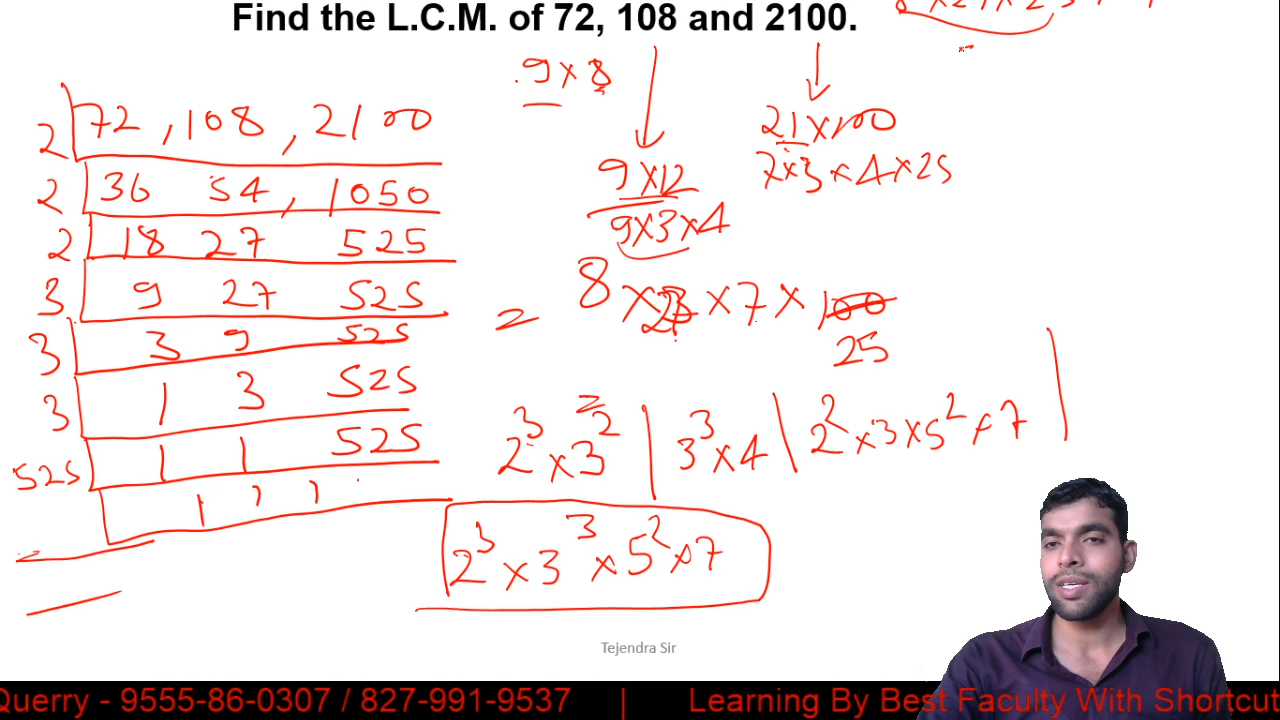 Find the L.C.M. of 72, 108 and 2100.
2 | 72 , 108 , 2100
2 | 36 54 , 1050
2 | 18 27 525
3 | 9 27 525
3 | 3 9 525
3 | 1 3 525
525 | 1 1 525
1 1 1
.9 x 8
9 x 12
9 x 3 x 4
21 x 100
7 x 3 x 4 x 25
= 8 x 27 x 7 x 100
25
2³ x 3² | 3³ x 4 | 2² x 3 x 5² x 7 |
2³ x 3³ x 5² x 7
Tejendra Sir
Querry - 9555-86-0307 / 827-991-9537 | Learning By Best Faculty With Shortcut